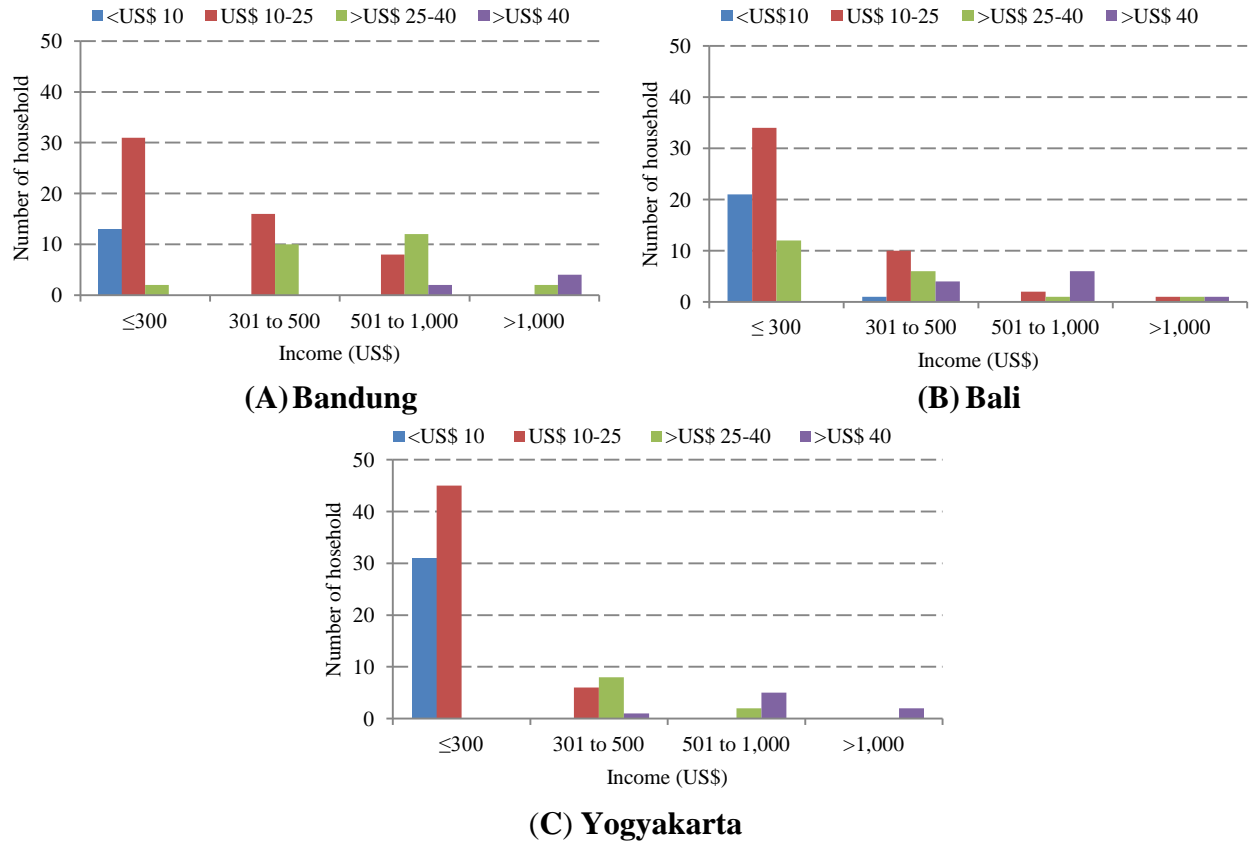 <US$10 US$ 10-25 >US$ 25-40 >US$ 40
50
40
30
20
10
0
Number of household
≤300 301 to 500 501 to 1,000 >1,000
Income (US$)
(A) Bandung
<US$10 US$ 10-25 >US$ 25-40 >US$ 40
50
40
30
20
10
0
Number of household
≤ 300 301 to 500 501 to 1,000 >1,000
Income (US$)
(B) Bali
<US$ 10 US$ 10-25 >US$ 25-40 >US$ 40
50
40
30
20
10
0
Number of hosehold
≤300 301 to 500 501 to 1,000 >1,000
Income (US$)
(C) Yogyakarta